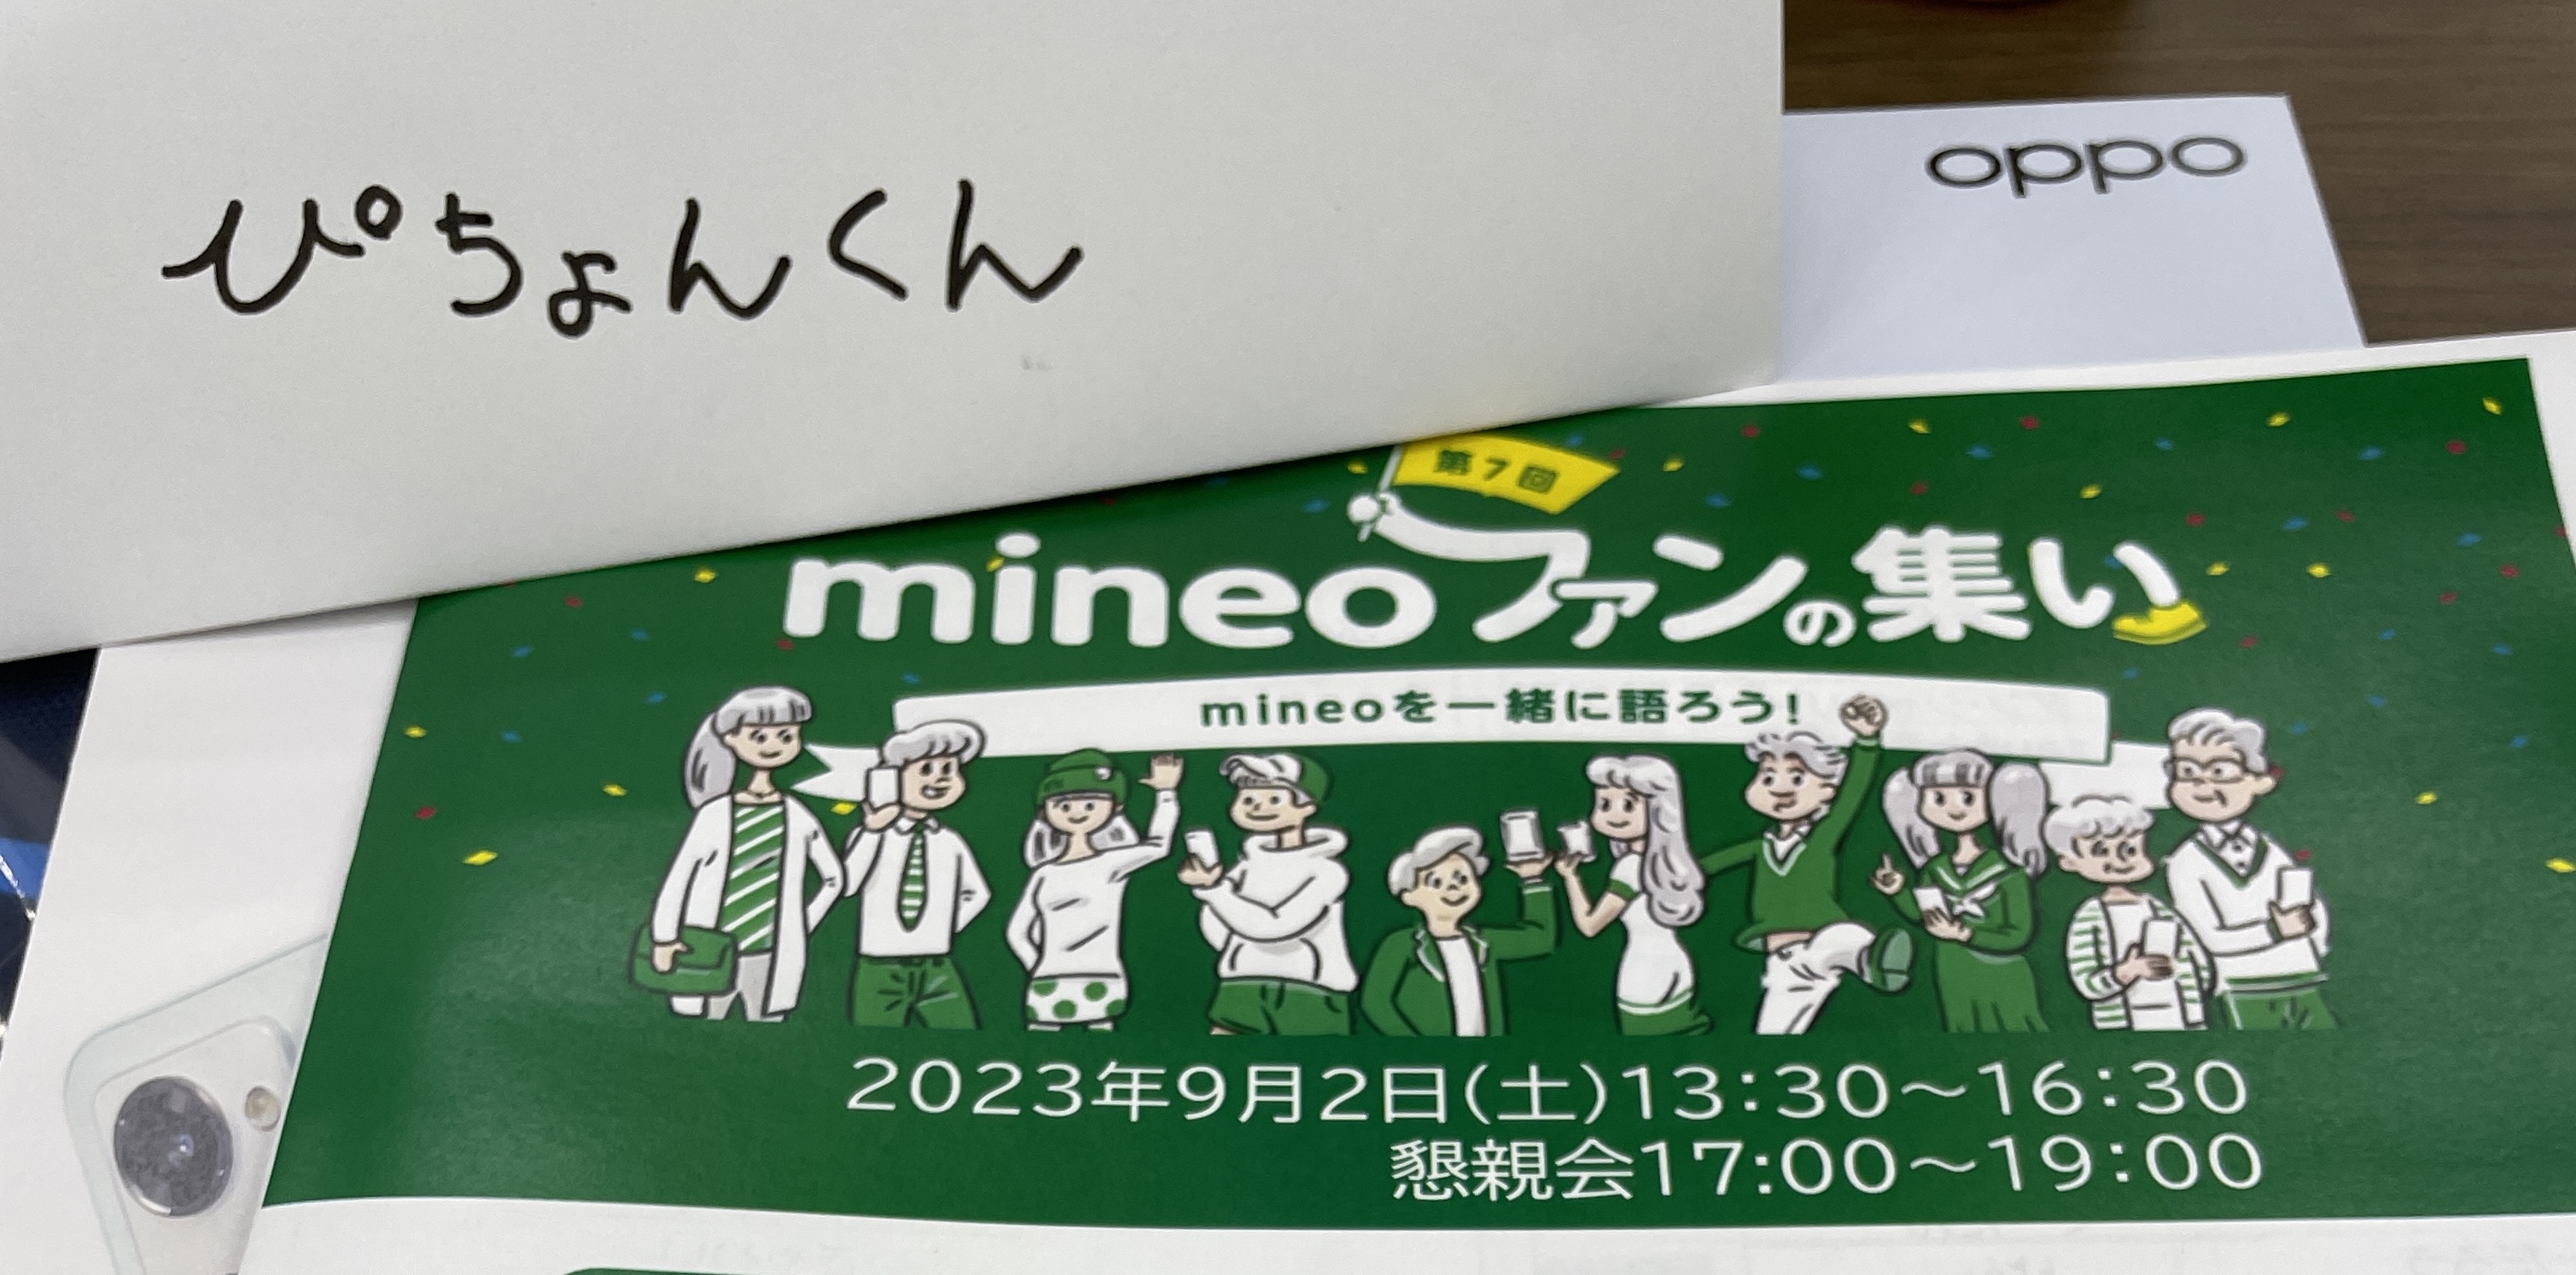 ぴちょんくん
oppo
第7回
mineoファンの集い
mineoを一緒に語ろう!
2023年9月2日(土)13:30～16:30
懇親会17:00～19:00